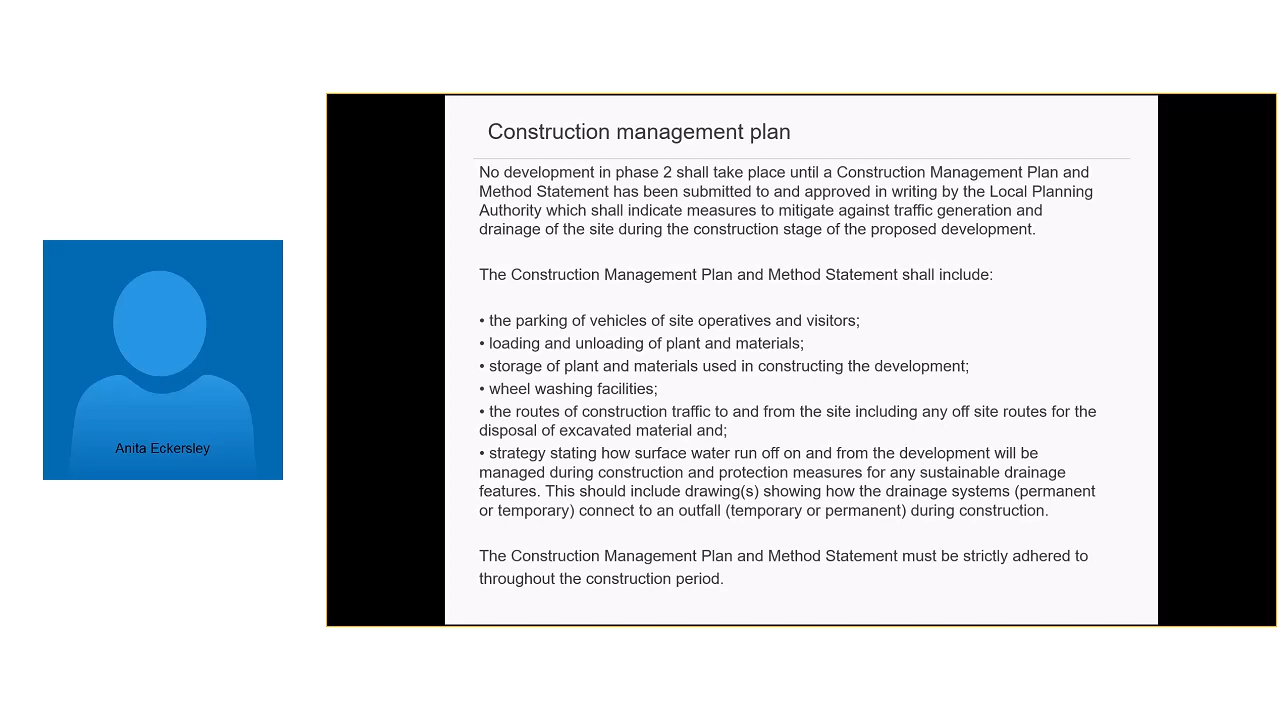 Construction management plan
No development in phase 2 shall take place until a Construction Management Plan and
Method Statement has been submitted to and approved in writing by the Local Planning
Authority which shall indicate measures to mitigate against traffic generation and
drainage of the site during the construction stage of the proposed development.
The Construction Management Plan and Method Statement shall include:
• the parking of vehicles of site operatives and visitors;
• loading and unloading of plant and materials;
• storage of plant and materials used in constructing the development;
• wheel washing facilities;
• the routes of construction traffic to and from the site including any off site routes for the
disposal of excavated material and;
• strategy stating how surface water run off on and from the development will be
managed during construction and protection measures for any sustainable drainage
features. This should include drawing(s) showing how the drainage systems (permanent
or temporary) connect to an outfall (temporary or permanent) during construction.
The Construction Management Plan and Method Statement must be strictly adhered to
throughout the construction period.
Anita Eckersley